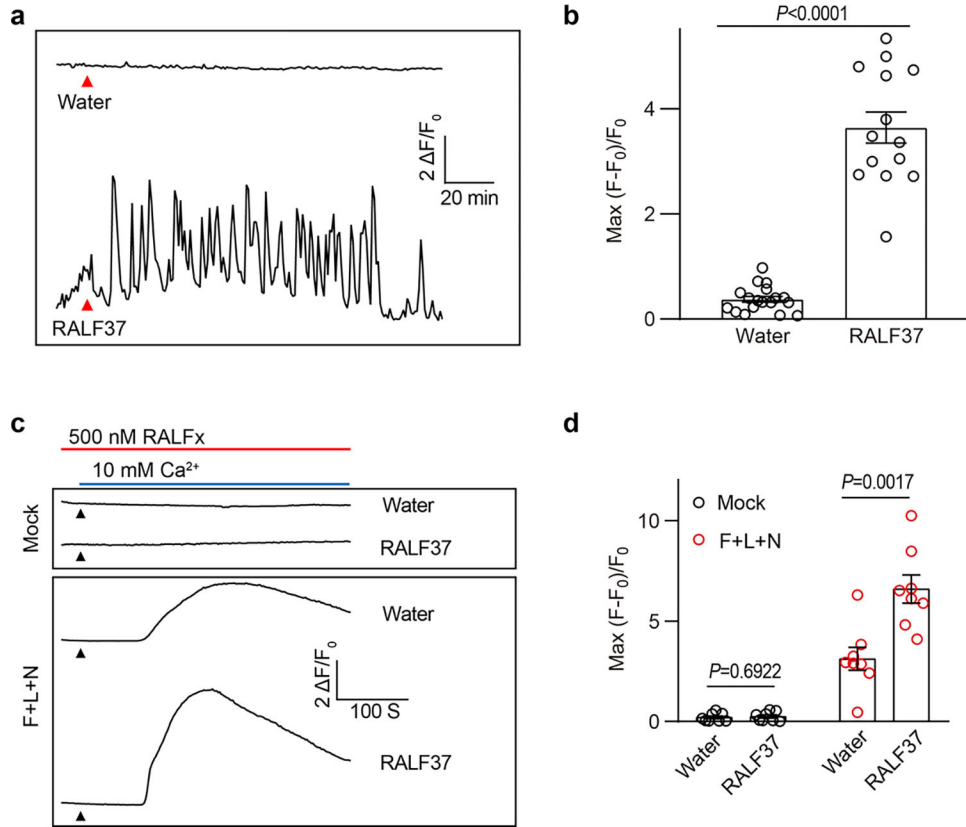 a
Water
2 ΔF/F₀
20 min
RALF37
b
P<0.0001
Max (F-F₀)/F₀
4
2
0
Water
RALF37
c
500 nM RALFx
10 mM Ca²⁺
Mock
Water
RALF37
F+L+N
Water
2 ΔF/F₀
100 S
RALF37
d
P=0.0017
Mock
F+L+N
Max (F-F₀)/F₀
10
5
0
P=0.6922
Water
RALF37
Water
RALF37